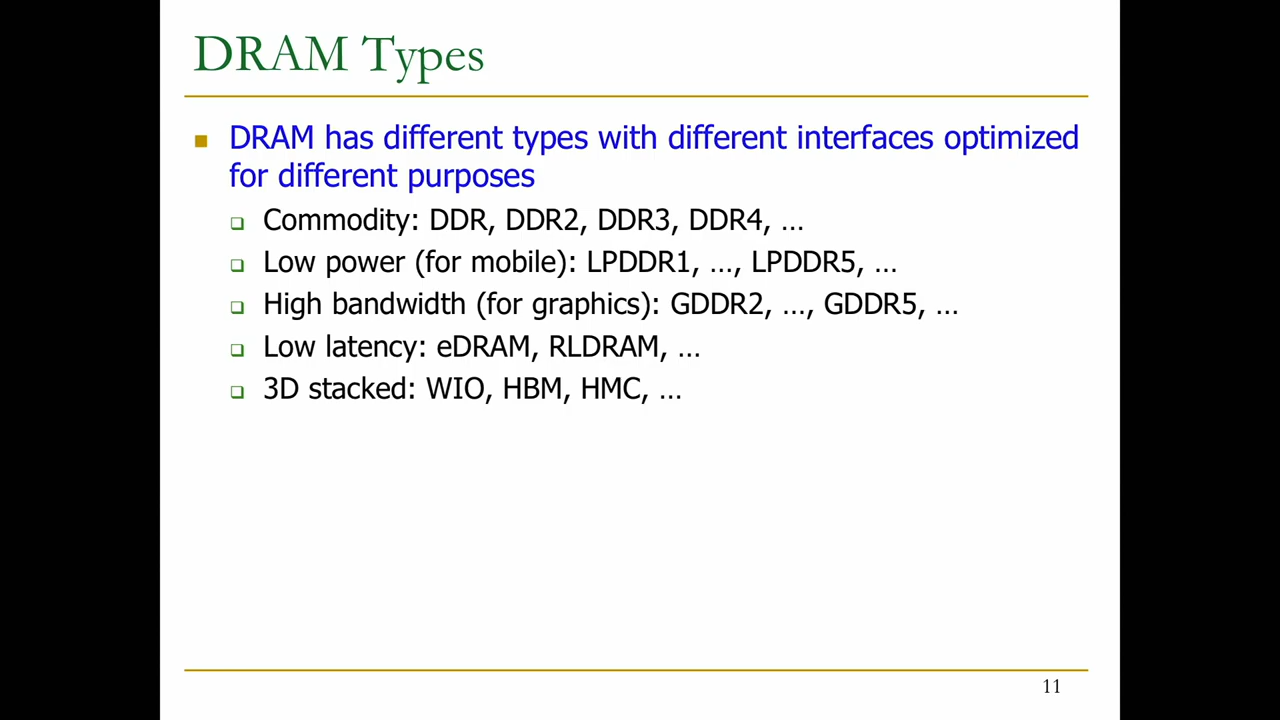 DRAM Types
DRAM has different types with different interfaces optimized
for different purposes
Commodity: DDR, DDR2, DDR3, DDR4, …
Low power (for mobile): LPDDR1, …, LPDDR5, …
High bandwidth (for graphics): GDDR2, …, GDDR5, …
Low latency: eDRAM, RLDRAM, …
3D stacked: WIO, HBM, HMC, …
11